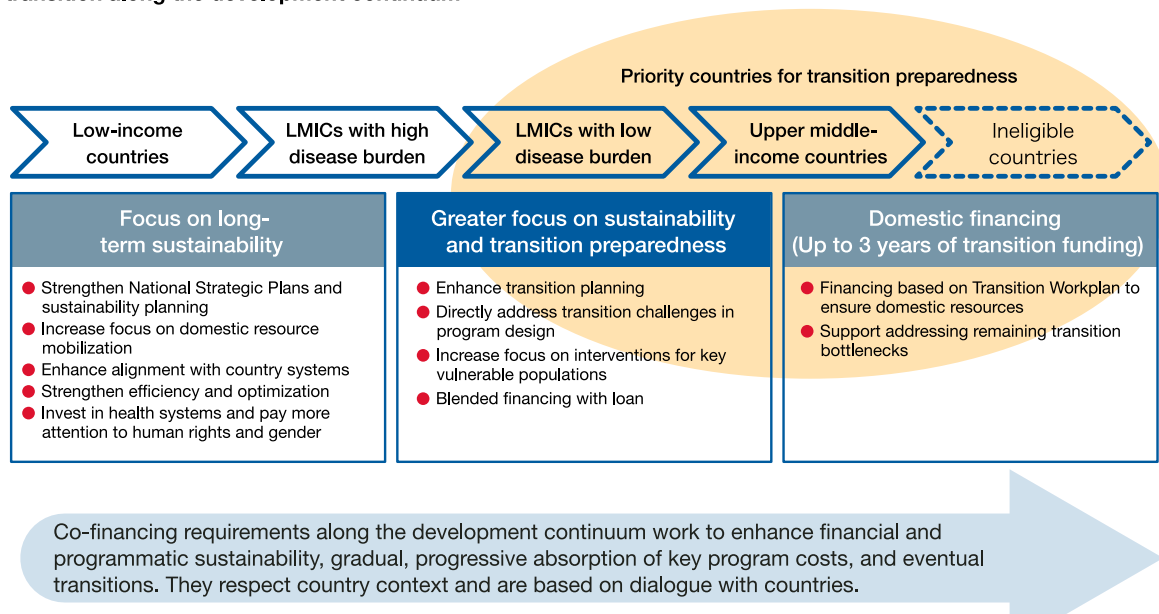 transition along the development continuum
Priority countries for transition preparedness
Low-income
countries
LMICs with high
disease burden
LMICs with low
disease burden
Upper middle-
income countries
Ineligible
countries
Focus on long-
term sustainability
● Strengthen National Strategic Plans and
sustainability planning
● Increase focus on domestic resource
mobilization
● Enhance alignment with country systems
● Strengthen efficiency and optimization
● Invest in health systems and pay more
attention to human rights and gender
Greater focus on sustainability
and transition preparedness
● Enhance transition planning
● Directly address transition challenges in
program design
● Increase focus on interventions for key
vulnerable populations
● Blended financing with loan
Domestic financing
(Up to 3 years of transition funding)
● Financing based on Transition Workplan to
ensure domestic resources
● Support addressing remaining transition
bottlenecks
Co-financing requirements along the development continuum work to enhance financial and
programmatic sustainability, gradual, progressive absorption of key program costs, and eventual
transitions. They respect country context and are based on dialogue with countries.